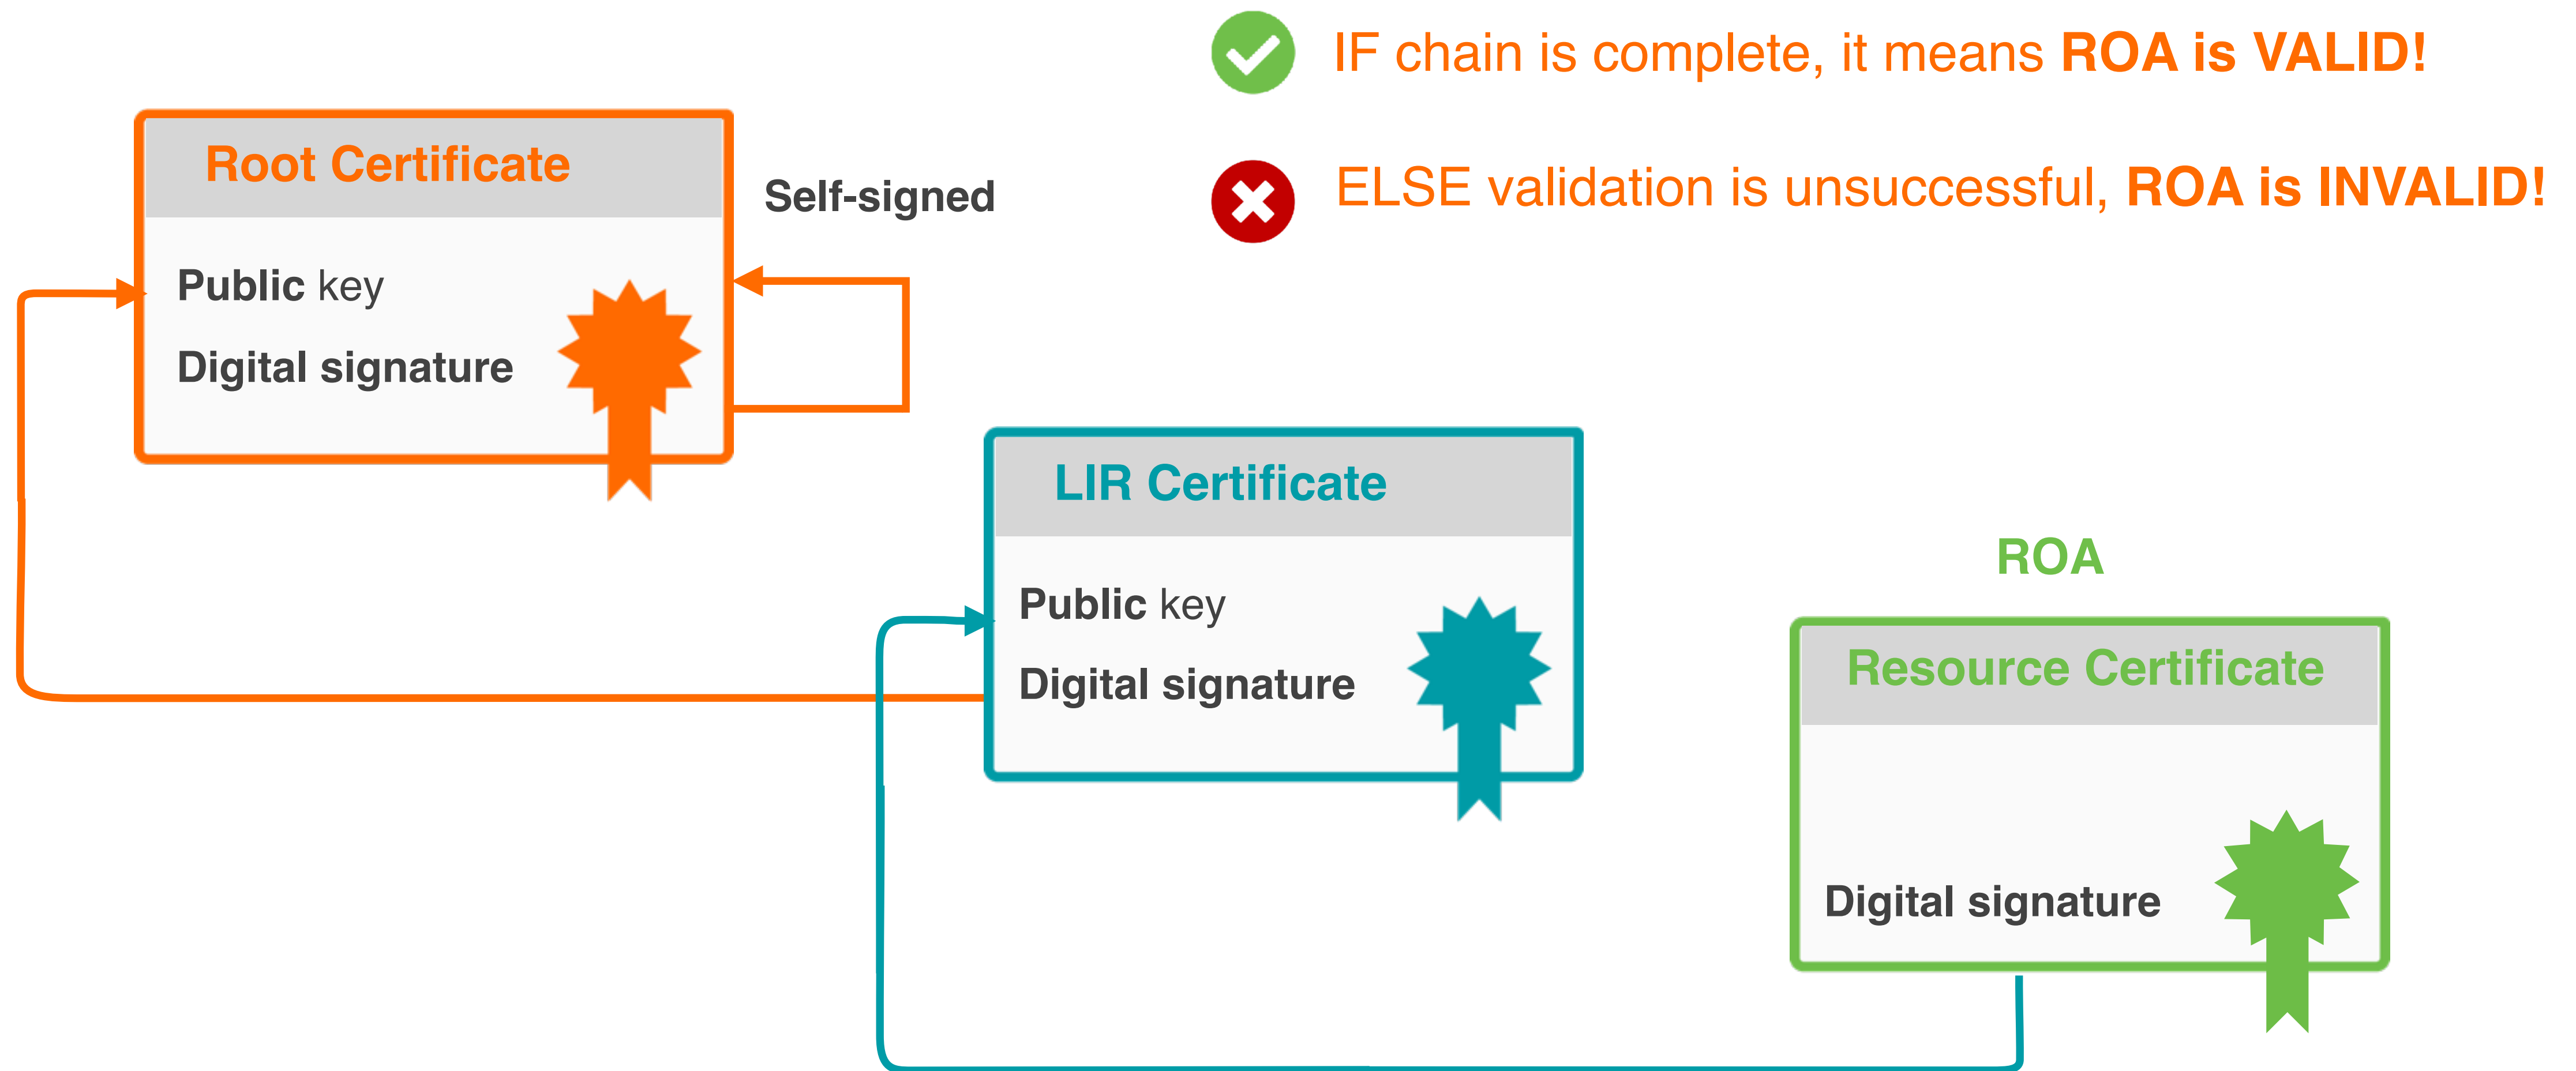 IF chain is complete, it means ROA is VALID!
ELSE validation is unsuccessful, ROA is INVALID!
Root Certificate
Self-signed
Public key
Digital signature
LIR Certificate
Public key
Digital signature
ROA
Resource Certificate
Digital signature